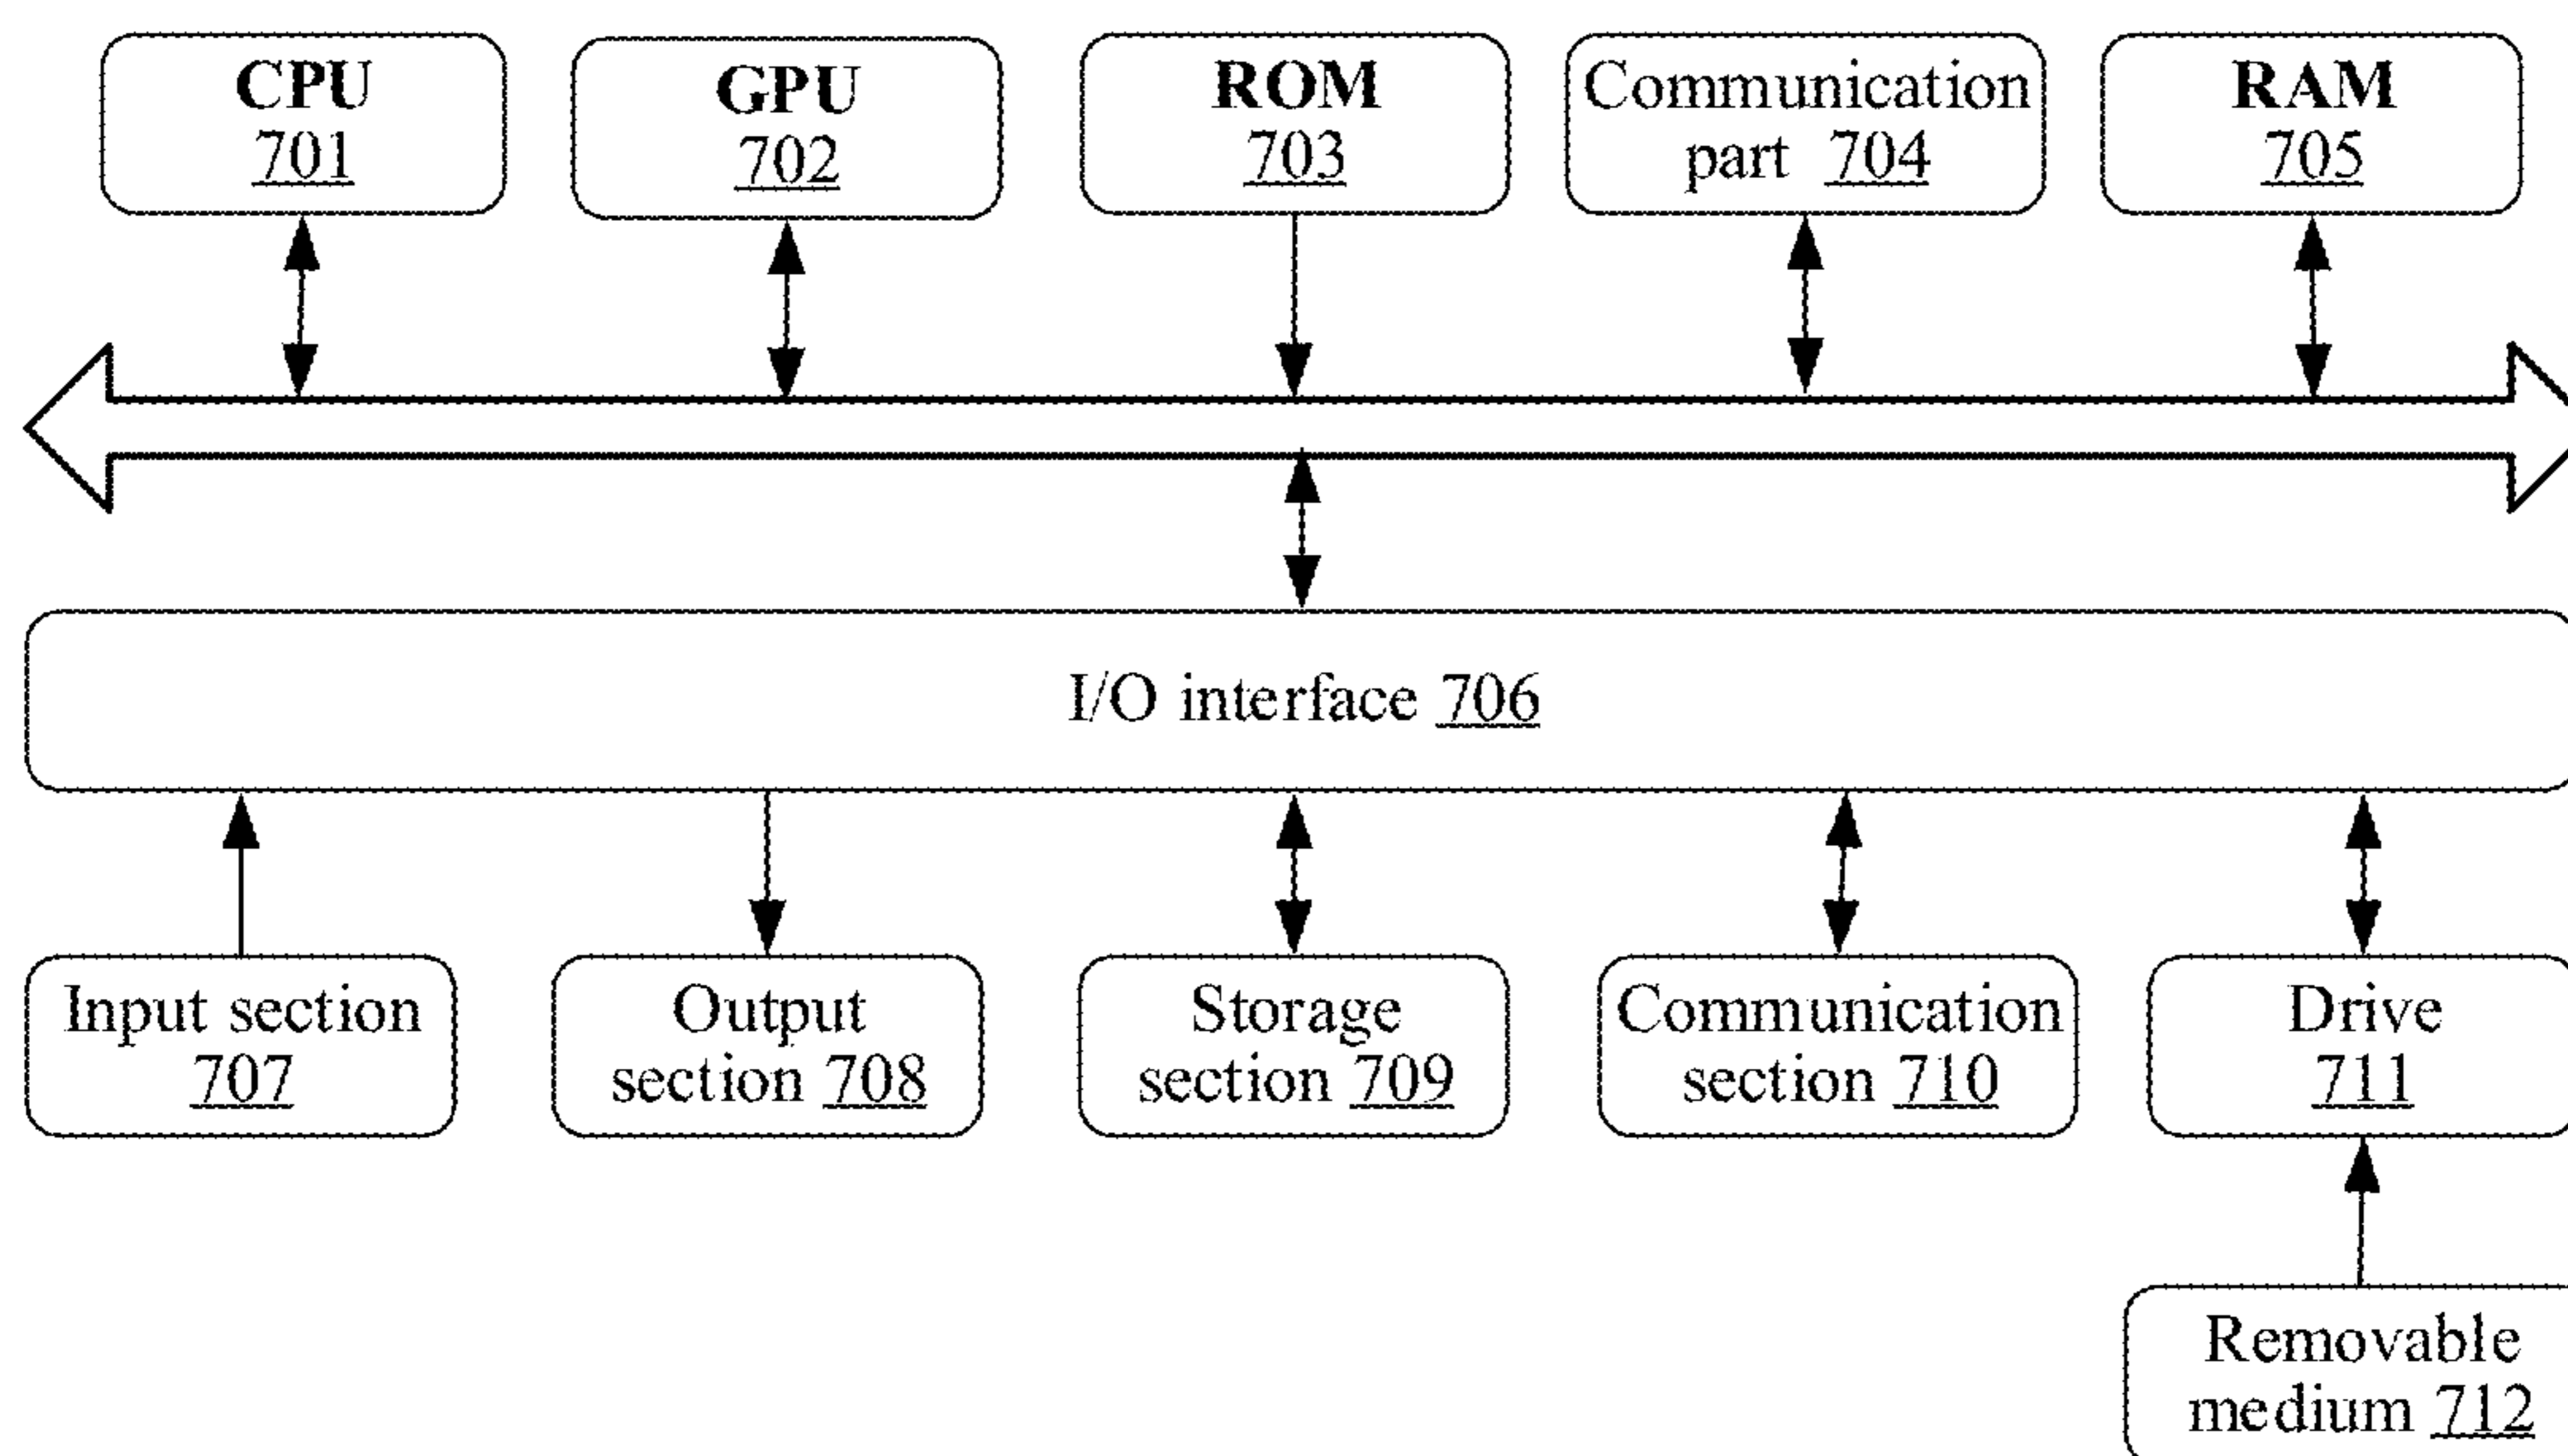 CPU
701
GPU
702
ROM
703
Communication
part 704
RAM
705
I/O interface 706
Input section
707
Output
section 708
Storage
section 709
Communication
section 710
Drive
711
Removable
medium 712